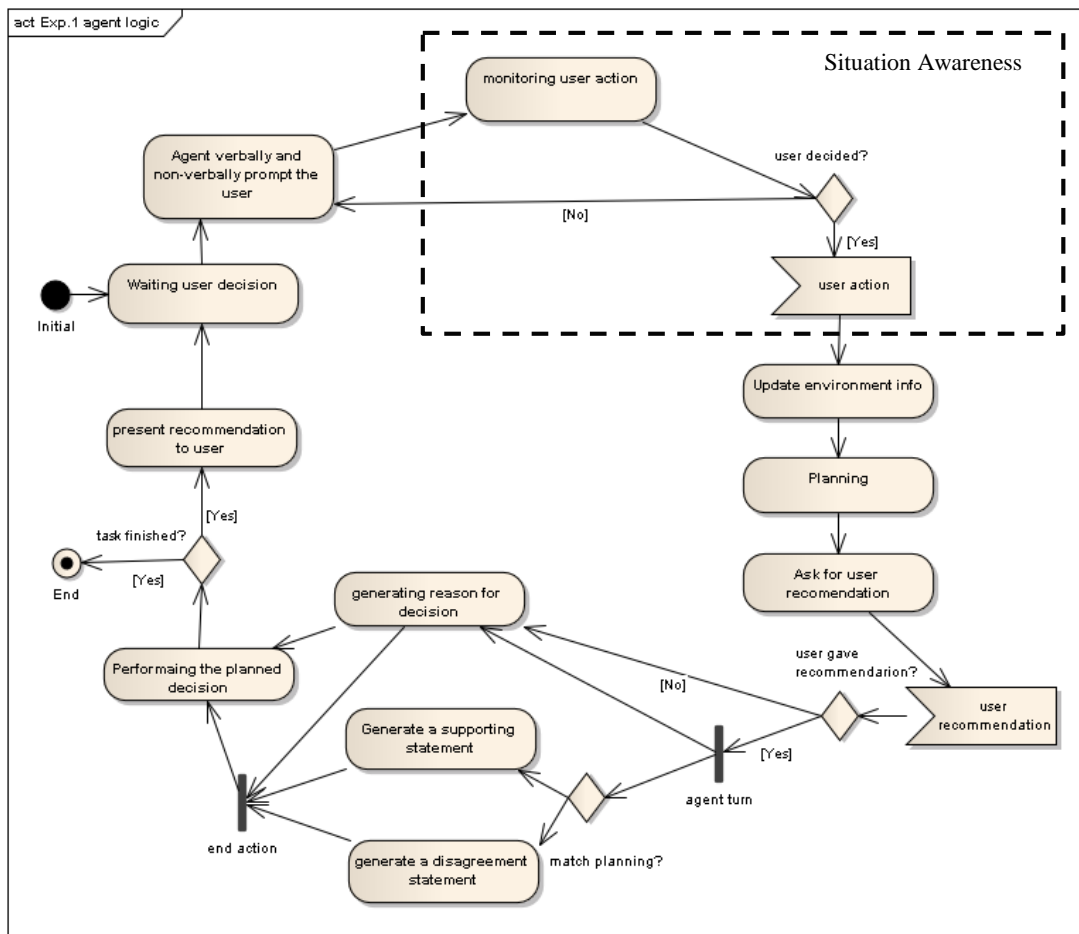 act Exp.1 agent logic
Situation Awareness
monitoring user action
Agent verbally and
non-verbally prompt the
user
user decided?
[No]
[Yes]
Waiting user decision
Initial
user action
Update environment info
present recommendation
to user
Planning
[Yes]
task finished?
[Yes]
End
Ask for user
recomendation
generating reason for
decision
user gave
recommendarion?
[No]
Performaing the planned
decision
user
recommendation
Generate a supporting
statement
[Yes]
agent turn
end action
match planning?
generate a disagreement
statement